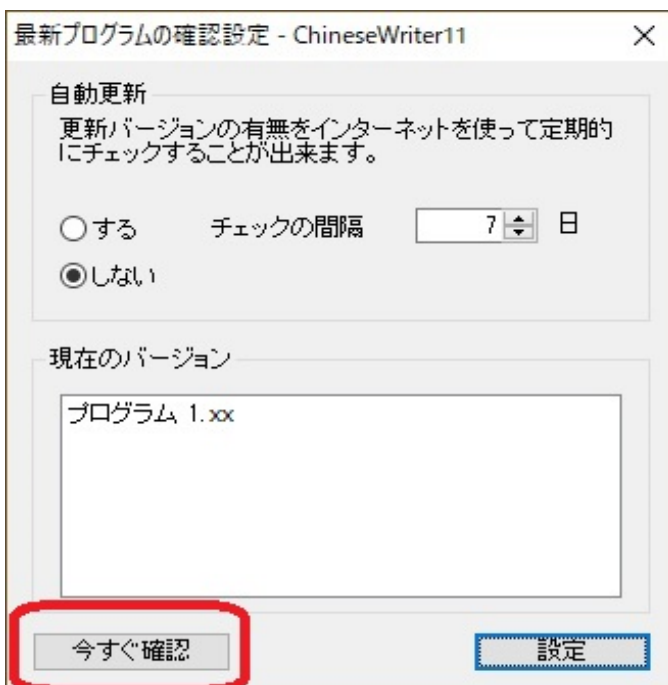 最新プログラムの確認設定 - ChineseWriter11
自動更新
更新バージョンの有無をインターネットを使って定期的
にチェックすることが出来ます。
する チェックの間隔 7 日
しない
現在のバージョン
プログラム 1.xx
今すぐ確認 設定